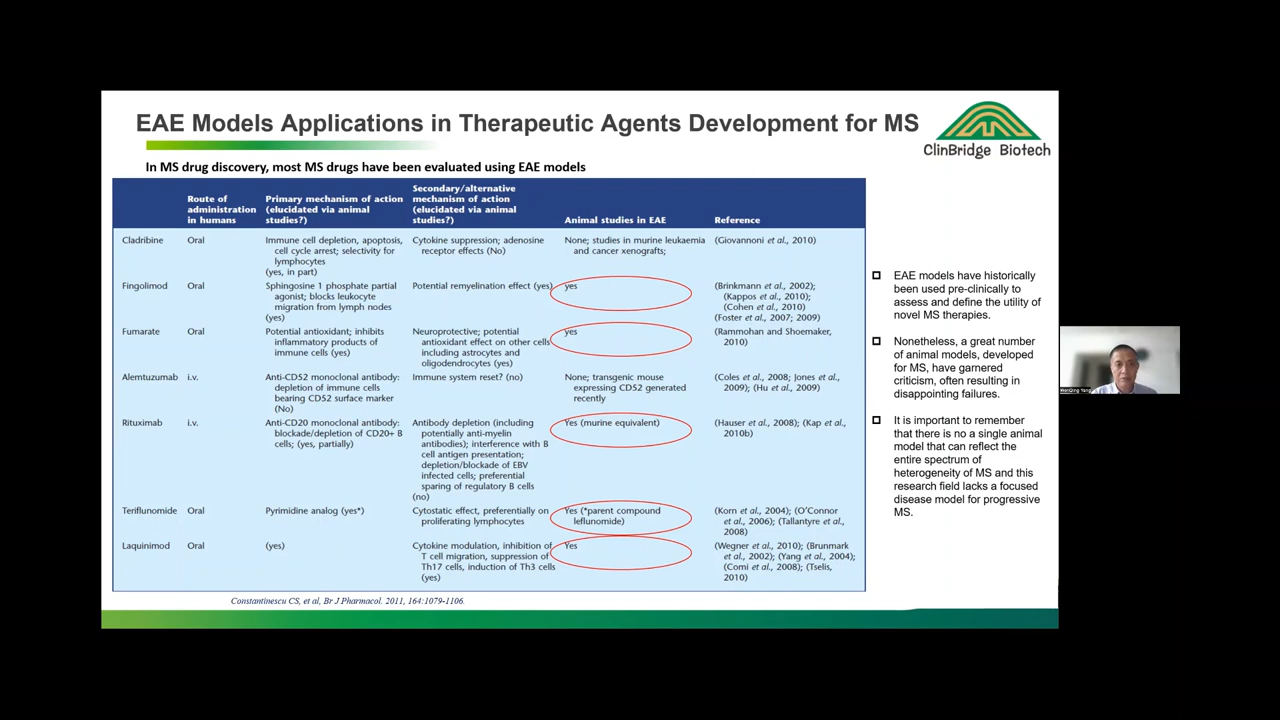 EAE Models Applications in Therapeutic Agents Development for MS
ClinBridge Biotech
In MS drug discovery, most MS drugs have been evaluated using EAE models
Route of
administration
in humans
Primary mechanism of action
(elucidated via animal
studies?)
Secondary/alternative
mechanism of action
(elucidated via animal
studies?)
Animal studies in EAE
Reference
Cladribine
Oral
Immune cell depletion, apoptosis,
cell cycle arrest; selectivity for
lymphocytes
(yes, in part)
Cytokine suppression; adenosine
receptor effects (No)
None; studies in murine leukaemia
and cancer xenografts;
(Giovannoni et al., 2010)
Fingolimod
Oral
Sphingosine 1 phosphate partial
agonist; blocks leukocyte
migration from lymph nodes
(yes)
Potential remyelination effect (yes)
yes
(Brinkmann et al., 2002);
(Kappos et al., 2010);
(Cohen et al., 2010)
(Foster et al., 2007; 2009)
Fumarate
Oral
Potential antioxidant; inhibits
inflammatory products of
immune cells (yes)
Neuroprotective; potential
antioxidant effect on other cells
including astrocytes and
oligodendrocytes (yes)
yes
(Rammohan and Shoemaker,
2010)
Alemtuzumab
i.v.
Anti-CD52 monoclonal antibody:
depletion of immune cells
bearing CD52 surface marker
(No)
Immune system reset? (no)
None; transgenic mouse
expressing CD52 generated
recently
(Coles et al., 2008; Jones et al.,
2009); (Hu et al., 2009)
Rituximab
i.v.
Anti-CD20 monoclonal antibody:
blockade/depletion of CD20+ B
cells; (yes, partially)
Antibody depletion (including
potentially anti-myelin
antibodies); interference with B
cell antigen presentation;
depletion/blockade of EBV
infected cells; preferential
sparing of regulatory B cells
(no)
Yes (murine equivalent)
(Hauser et al., 2008); (Kap et al.,
2010b)
Teriflunomide
Oral
Pyrimidine analog (yes*)
Cytostatic effect, preferentially on
proliferating lymphocytes
Yes (*parent compound
leflunomide)
(Korn et al., 2004); (O'Connor
et al., 2006); (Tallantyre et al.,
2008)
Laquinimod
Oral
(yes)
Cytokine modulation, inhibition of
T cell migration, suppression of
Th17 cells, induction of Th3 cells
(yes)
Yes
(Wegner et al., 2010); (Brunmark
et al., 2002); (Yang et al., 2004);
(Comi et al., 2008); (Tselis,
2010)
Constantinescu CS, et al, Br J Pharmacol. 2011, 164:1079-1106.
EAE models have historically
been used pre-clinically to
assess and define the utility of
novel MS therapies.
Nonetheless, a great number
of animal models, developed
for MS, have garnered
criticism, often resulting in
disappointing failures.
It is important to remember
that there is no a single animal
model that can reflect the
entire spectrum of
heterogeneity of MS and this
research field lacks a focused
disease model for progressive
MS.
WenQing Yang